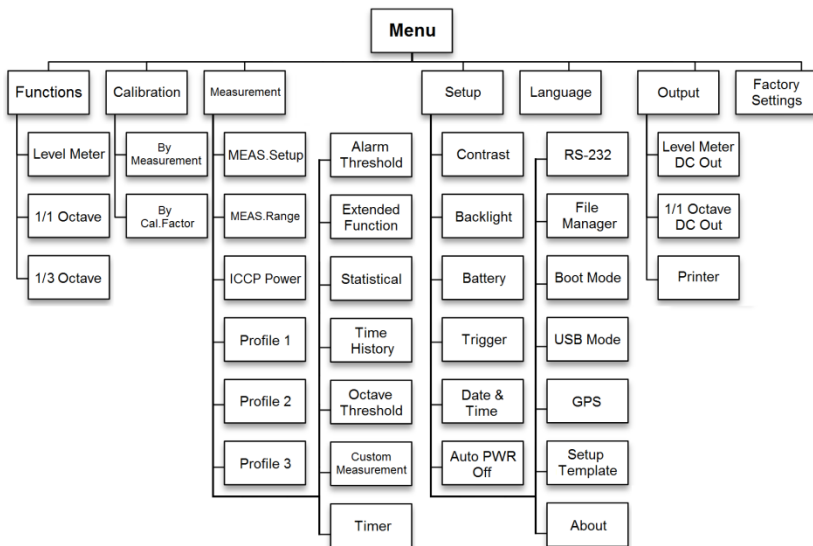 Menu
Functions
Calibration
Measurement
Setup
Language
Output
Factory
Settings
Level Meter
1/1 Octave
1/3 Octave
By
Measurement
By
Cal.Factor
MEAS.Setup
MEAS.Range
ICCP Power
Profile 1
Profile 2
Profile 3
Alarm
Threshold
Extended
Function
Statistical
Time
History
Octave
Threshold
Custom
Measurement
Timer
Contrast
Backlight
Battery
Trigger
Date &
Time
Auto PWR
Off
RS-232
File
Manager
Boot Mode
USB Mode
GPS
Setup
Template
About
Level Meter
DC Out
1/1 Octave
DC Out
Printer